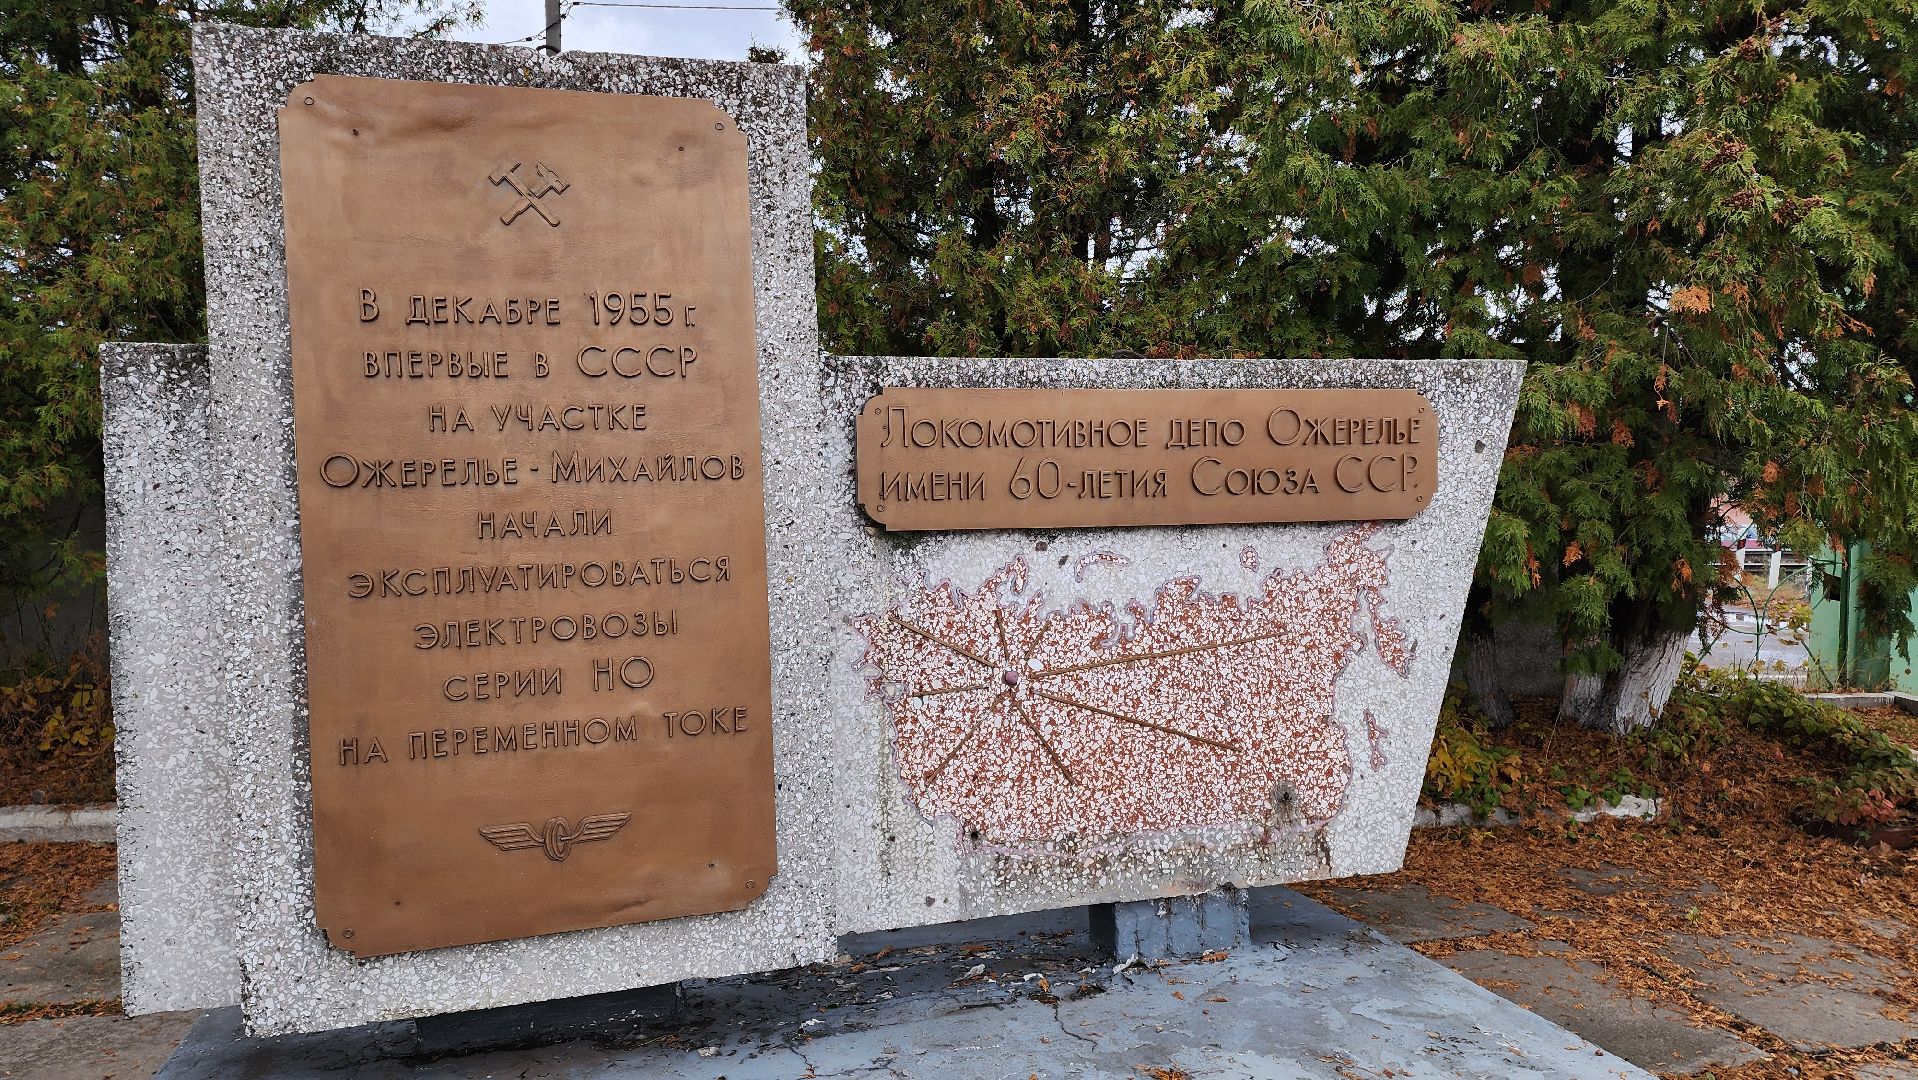 В ДЕКАБРЕ 1955 г.
ВПЕРВЫЕ В СССР
НА УЧАСТКЕ
ОЖЕРЕЛЬЕ - МИХАЙЛОВ
НАЧАЛИ
ЭКСПЛУАТИРОВАТЬСЯ
ЭЛЕКТРОВОЗЫ
СЕРИИ НО
НА ПЕРЕМЕННОМ ТОКЕ
ЛОКОМОТИВНОЕ ДЕПО ОЖЕРЕЛЬЕ
ИМЕНИ 60-ЛЕТИЯ СОЮЗА ССР.